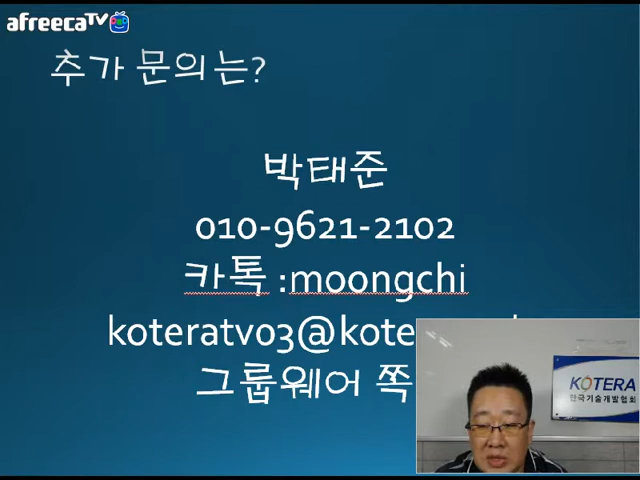 afreecaTV
추가 문의는?
박태준
010-9621-2102
카톡 :moongchi
koteratv03@kote
그룹웨어 쪽
KOTERA
한국기술개발협회